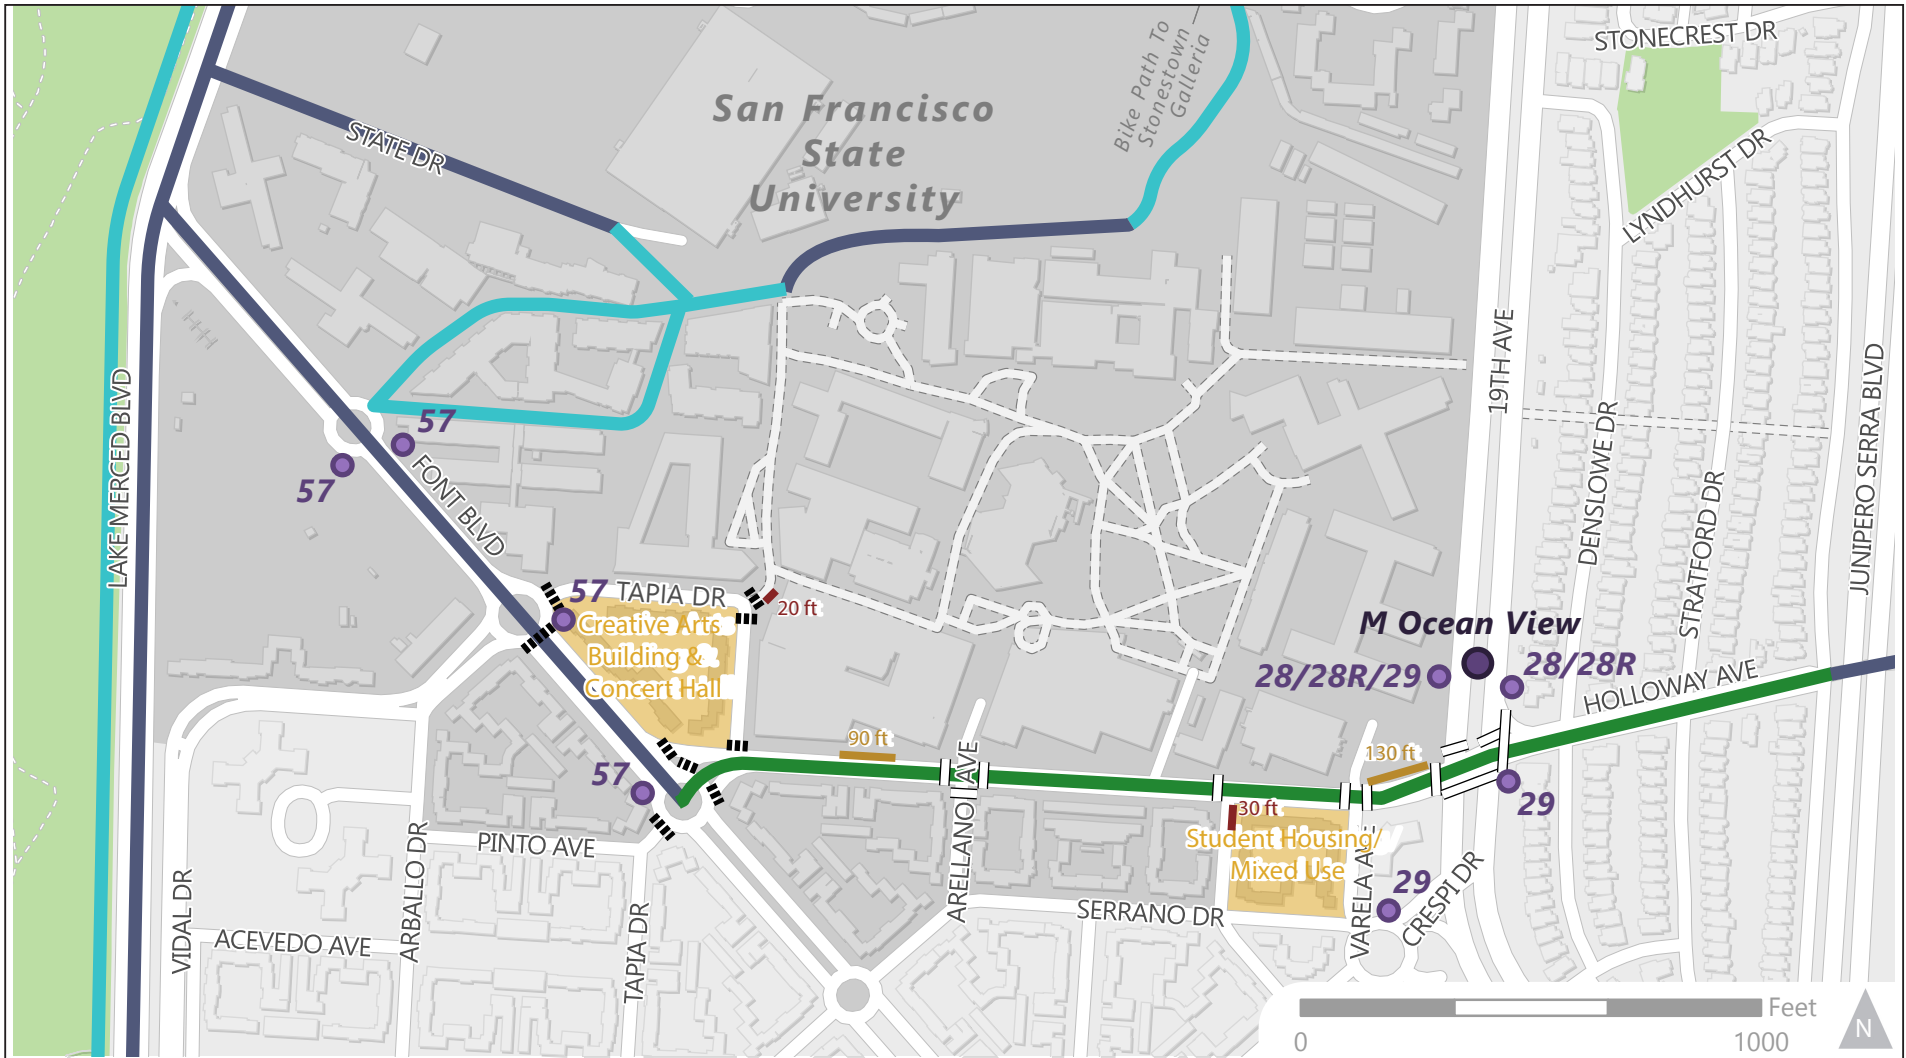 STONECREST DR
Bike Path To
Stonestown
Galleria
San Francisco
State
University
STATE DR
LYNDHURST DR
19TH AVE
JUNIPERO SERRA BLVD
LAKE MERCED BLVD
57
57
FONT BLVD
DENSLOWE DR
STRATFORD DR
57
TAPIA DR
20 ft
Creative Arts
Building &
Concert Hall
M Ocean View
28/28R/29
28/28R
HOLLOWAY AVE
90 ft
130 ft
57
29
30 ft
Student Housing/
Mixed Use
PINTO AVE
ARBALLO DR
ARELLANO AVE
VARELA AVE
29
CRESPI DR
VIDAL DR
ACEVEDO AVE
TAPIA DR
SERRANO DR
Feet
0
1000
N